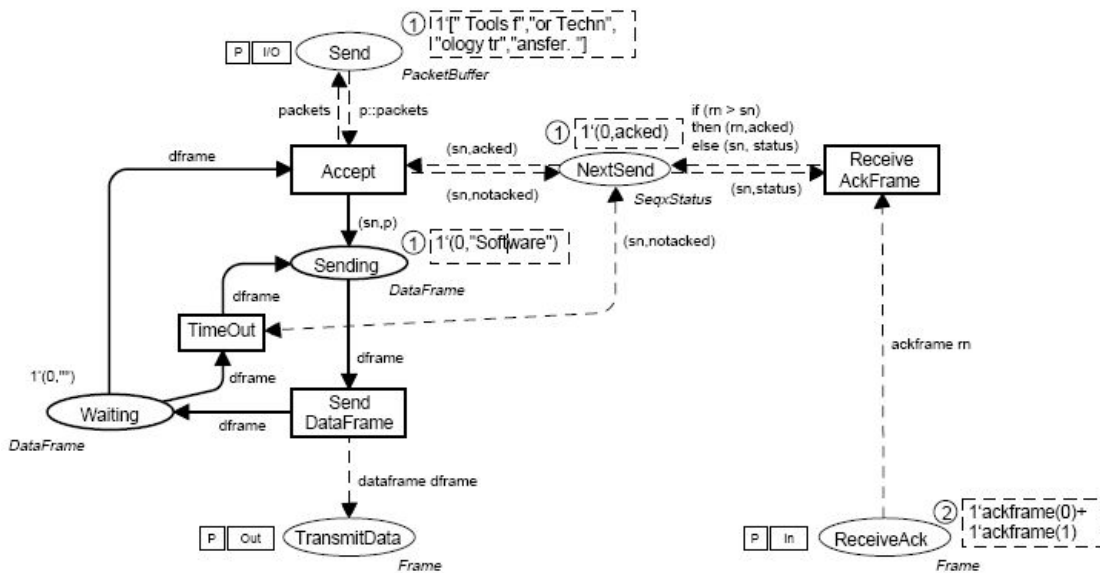 1 1'[" Tools f","or Techn",
"ology tr","ansfer. "]
P I/O Send
PacketBuffer
packets p::packets
if (rn > sn)
then (rn,acked)
else (sn, status)
1 1'(0,acked)
dframe
(sn,acked)
Accept
NextSend
Receive
AckFrame
(sn,notacked)
(sn,status)
SeqxStatus
(sn,p)
1 1'(0,"Software")
(sn,notacked)
Sending
DataFrame
dframe
TimeOut
ackframe rn
dframe
1'(0,"")
dframe
Waiting
Send
DataFrame
dframe
DataFrame
dataframe dframe
2 1'ackframe(0)+
1'ackframe(1)
P Out TransmitData
P In ReceiveAck
Frame
Frame